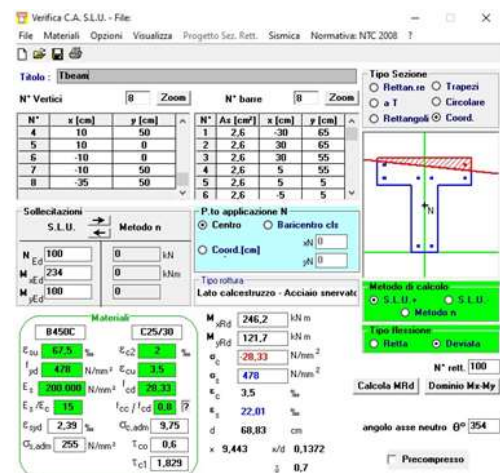 Verifica C.A. S.L.U. - File:
File Materiali Opzioni Visualizza Progetto Sez. Rett. Sismica Normativa: NTC 2008 ?
Titolo : Tbeam
N° Vertici 8 Zoom N° barre 8 Zoom
N° x [cm] y [cm]
4 10 50
5 10 0
6 -10 0
7 -10 50
8 -35 50
N° As [cm²] x [cm] y [cm]
1 2,6 -30 65
2 2,6 30 65
3 2,6 30 55
4 2,6 5 55
5 2,6 5 5
6 2,6 -5 5
Tipo Sezione
Rettan.re Trapezi
a T Circolare
Rettangoli Coord.
N
Sollecitazioni
S.L.U. Metodo n
N Ed 100 0 kN
M xEd 234 0 kNm
M yEd 100 0
P.to applicazione N
Centro Baricentro cls
Coord.[cm] xN 0
yN 0
Tipo rottura
Lato calcestruzzo - Acciaio snervato
Metodo di calcolo
S.L.U.+ S.L.U.-
Metodo n
Tipo flessione
Retta Deviata
Materiali
B450C C25/30
εsu 67,5 ‰ εc2 2 ‰
fyd 478 N/mm² εcu 3,5
Es 200.000 N/mm² fcd 28,33
Es/Ec 15 fcc/fcd 0,8 ?
εsyd 2,39 ‰ σc,adm 9,75
σs,adm 255 N/mm² τco 0,6
τc1 1,829
M xRd 246,2 kN m
M yRd 121,7 kN m
σc -28,33 N/mm²
σs 478 N/mm²
εc 3,5 ‰
εs 22,01 ‰
d 68,83 cm
x 9,443 x/d 0,1372
δ 0,7
N° rett. 100
Calcola MRd Dominio Mx-My
angolo asse neutro θ° 354
Precompresso